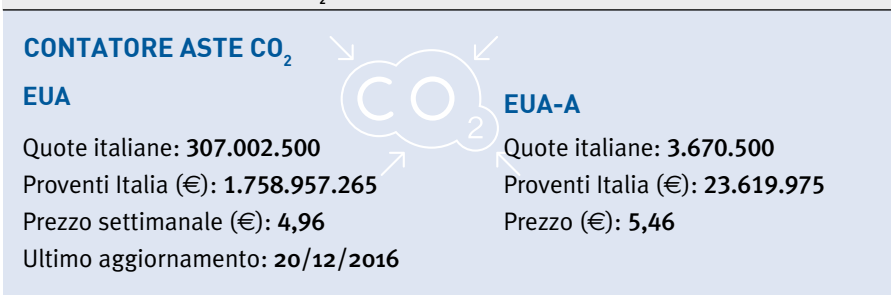 CONTATORE ASTE CO₂
EUA
Quote italiane: 307.002.500
Proventi Italia (€): 1.758.957.265
Prezzo settimanale (€): 4,96
Ultimo aggiornamento: 20/12/2016
CO₂
EUA-A
Quote italiane: 3.670.500
Proventi Italia (€): 23.619.975
Prezzo (€): 5,46